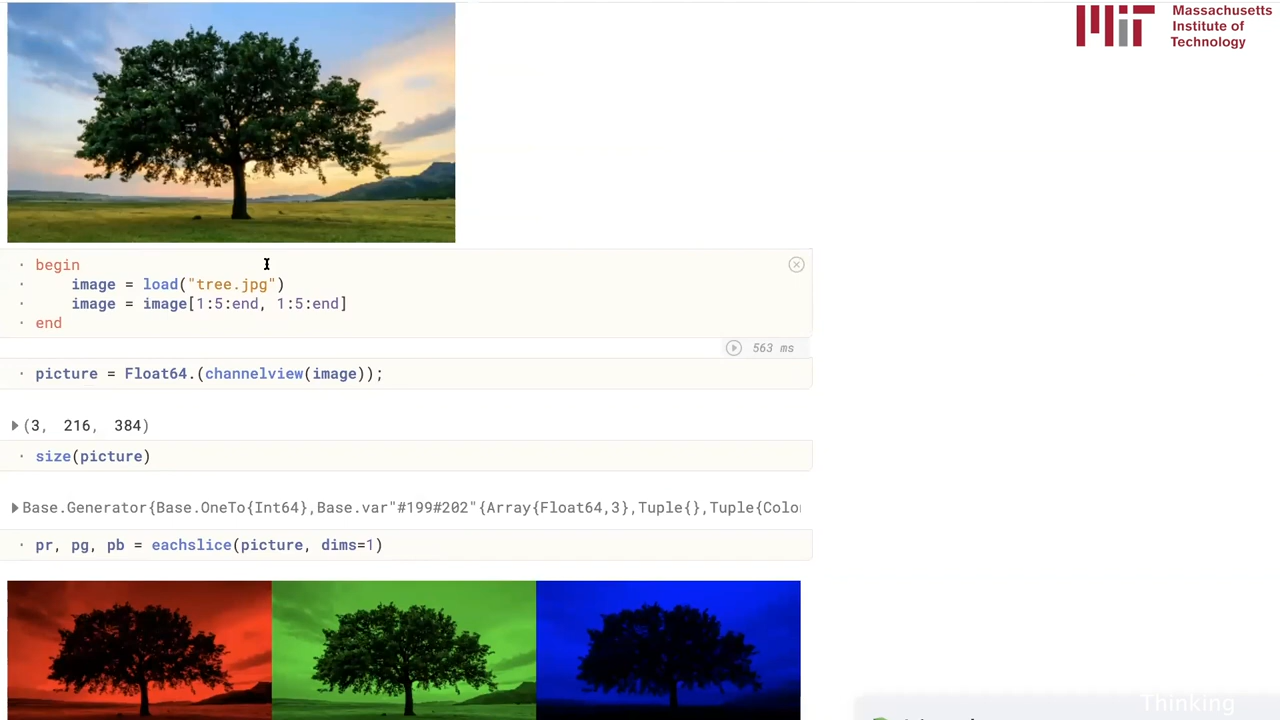 Massachusetts
Institute of
Technology
begin
image = load("tree.jpg")
image = image[1:5:end, 1:5:end]
end
563 ms
picture = Float64.(channelview(image));
(3, 216, 384)
size(picture)
Base.Generator{Base.OneTo{Int64},Base.var"#199#202"{Array{Float64,3},Tuple{},Tuple{Color
pr, pg, pb = eachslice(picture, dims=1)
Thinking